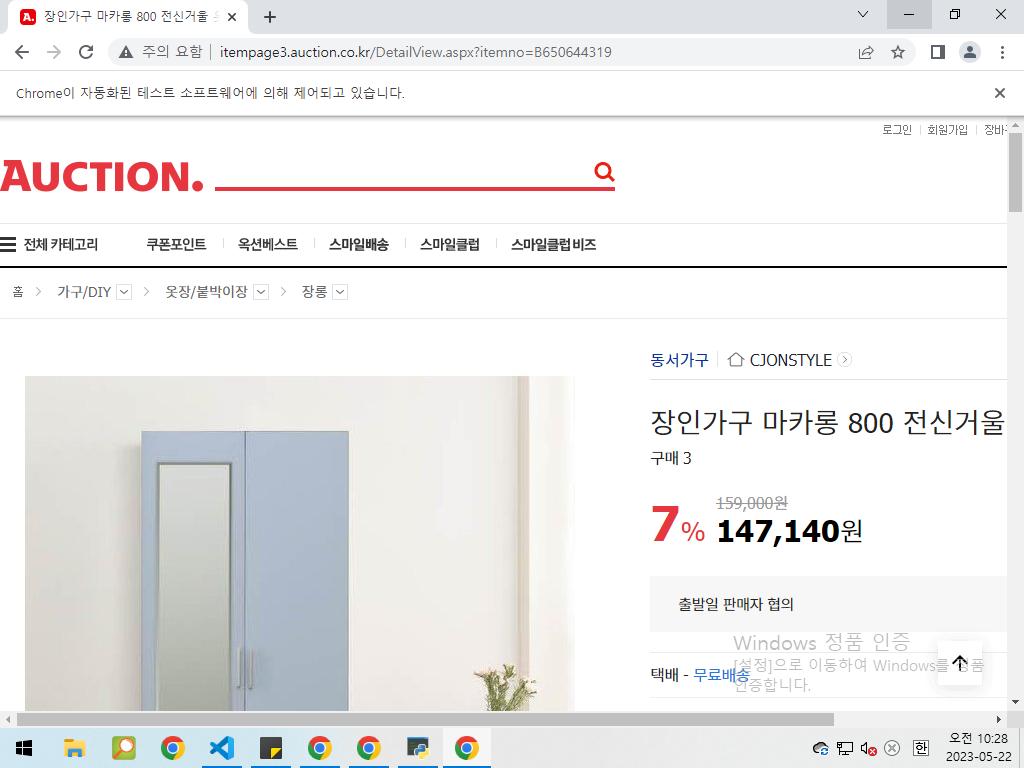 장인가구 마카롱 800 전신거울
주의 요함
itempage3.auction.co.kr/DetailView.aspx?itemno=B650644319
Chrome이 자동화된 테스트 소프트웨어에 의해 제어되고 있습니다.
로그인 회원가입 장바
AUCTION.
전체 카테고리 쿠폰포인트 옥션베스트 스마일배송 스마일클럽 스마일클럽 비즈
홈 가구/DIY 옷장/붙박이장 장롱
동서가구 CJONSTYLE
장인가구 마카롱 800 전신거울
구매 3
159,000원
7% 147,140원
출발일 판매자 협의
Windows 정품 인증
[설정]으로 이동하여 Windows를 정품
인증합니다.
택배 - 무료배송
한
오전 10:28
2023-05-22